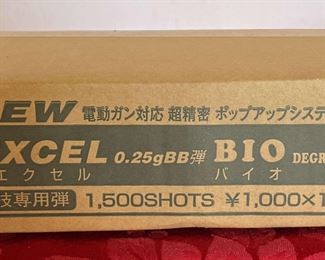 EW 電動ガン対応 超精密 ポップアップシステ
XCEL 0.25gBB弾 BIO DEGR
エクセル バイオ
技専用弾 1,500SHOTS ¥1,000×1